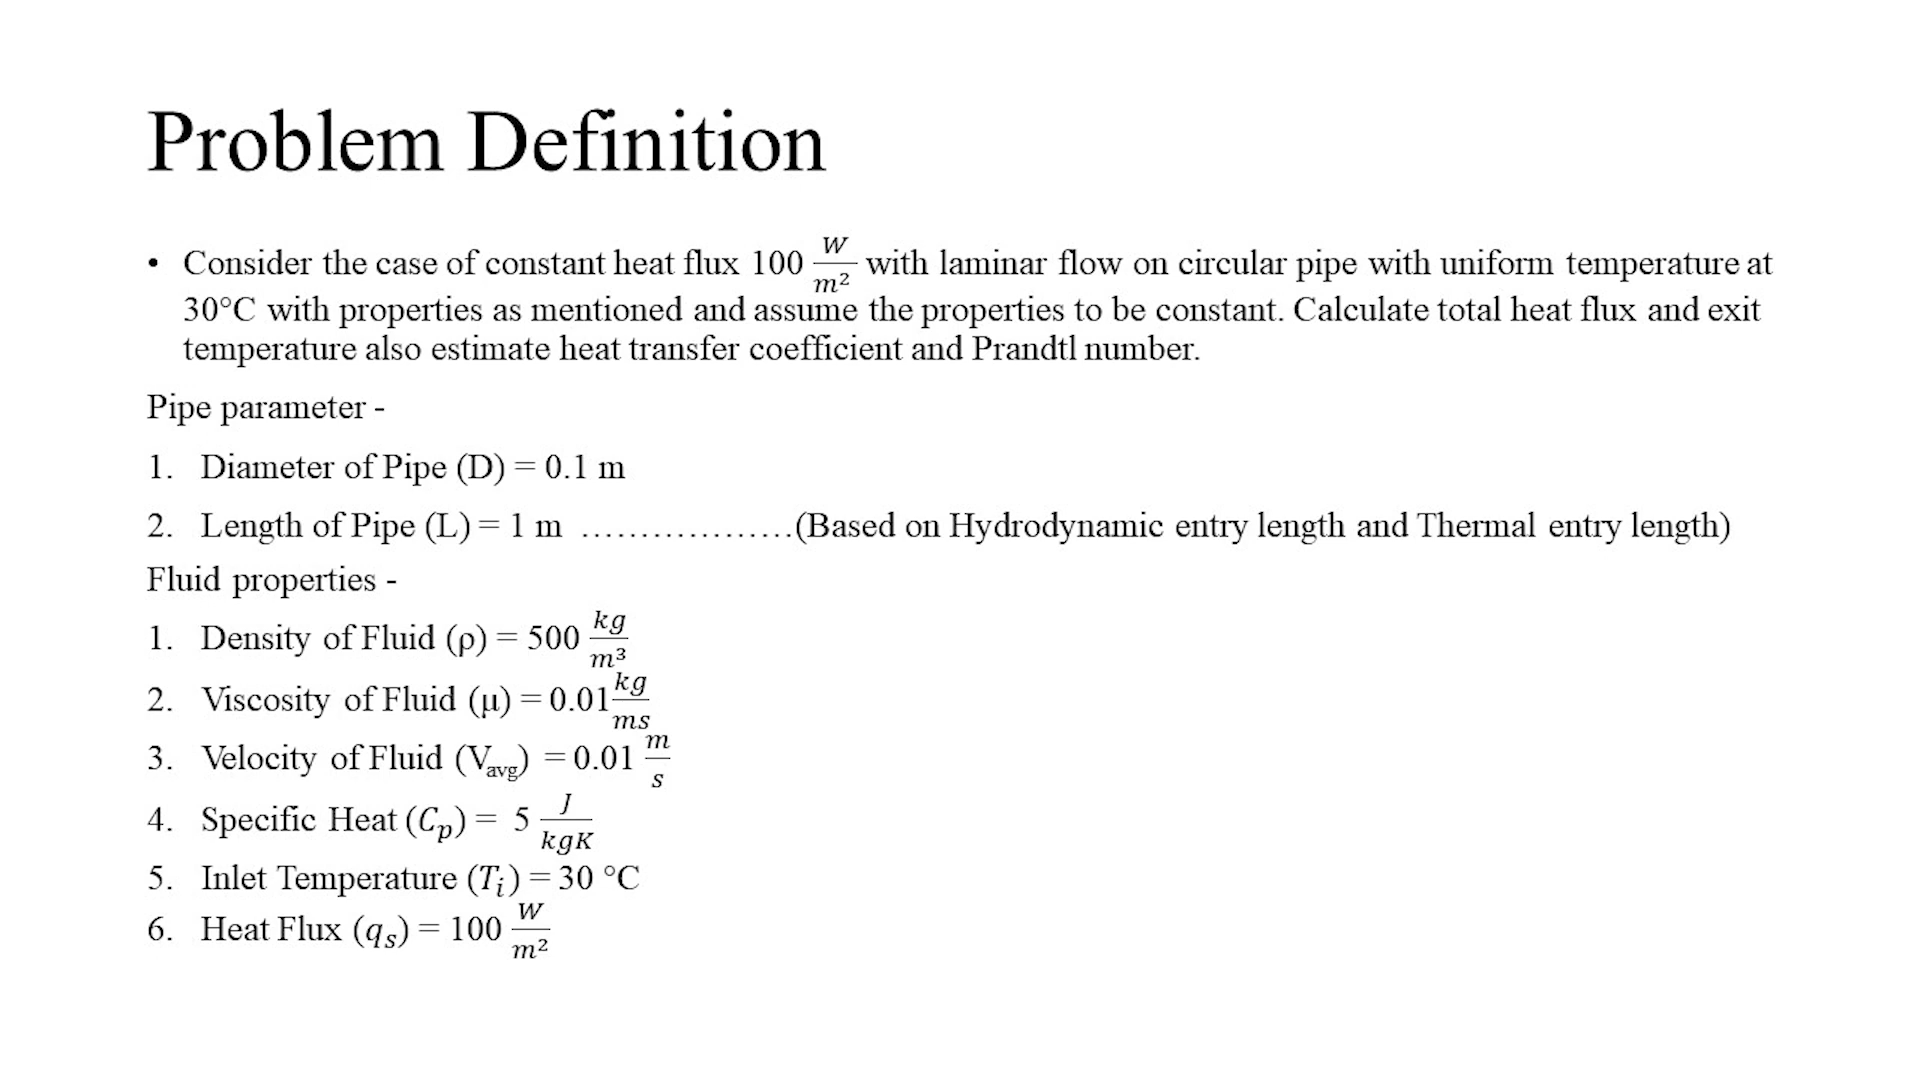 Problem Definition
• Consider the case of constant heat flux 100 W/m² with laminar flow on circular pipe with uniform temperature at
30°C with properties as mentioned and assume the properties to be constant. Calculate total heat flux and exit
temperature also estimate heat transfer coefficient and Prandtl number.
Pipe parameter -
1. Diameter of Pipe (D) = 0.1 m
2. Length of Pipe (L) = 1 m ..................(Based on Hydrodynamic entry length and Thermal entry length)
Fluid properties -
1. Density of Fluid (ρ) = 500 kg/m³
2. Viscosity of Fluid (μ) = 0.01 kg/ms
3. Velocity of Fluid (Vavg) = 0.01 m/s
4. Specific Heat (Cp) = 5 J/kgK
5. Inlet Temperature (Ti) = 30 °C
6. Heat Flux (qs) = 100 W/m²